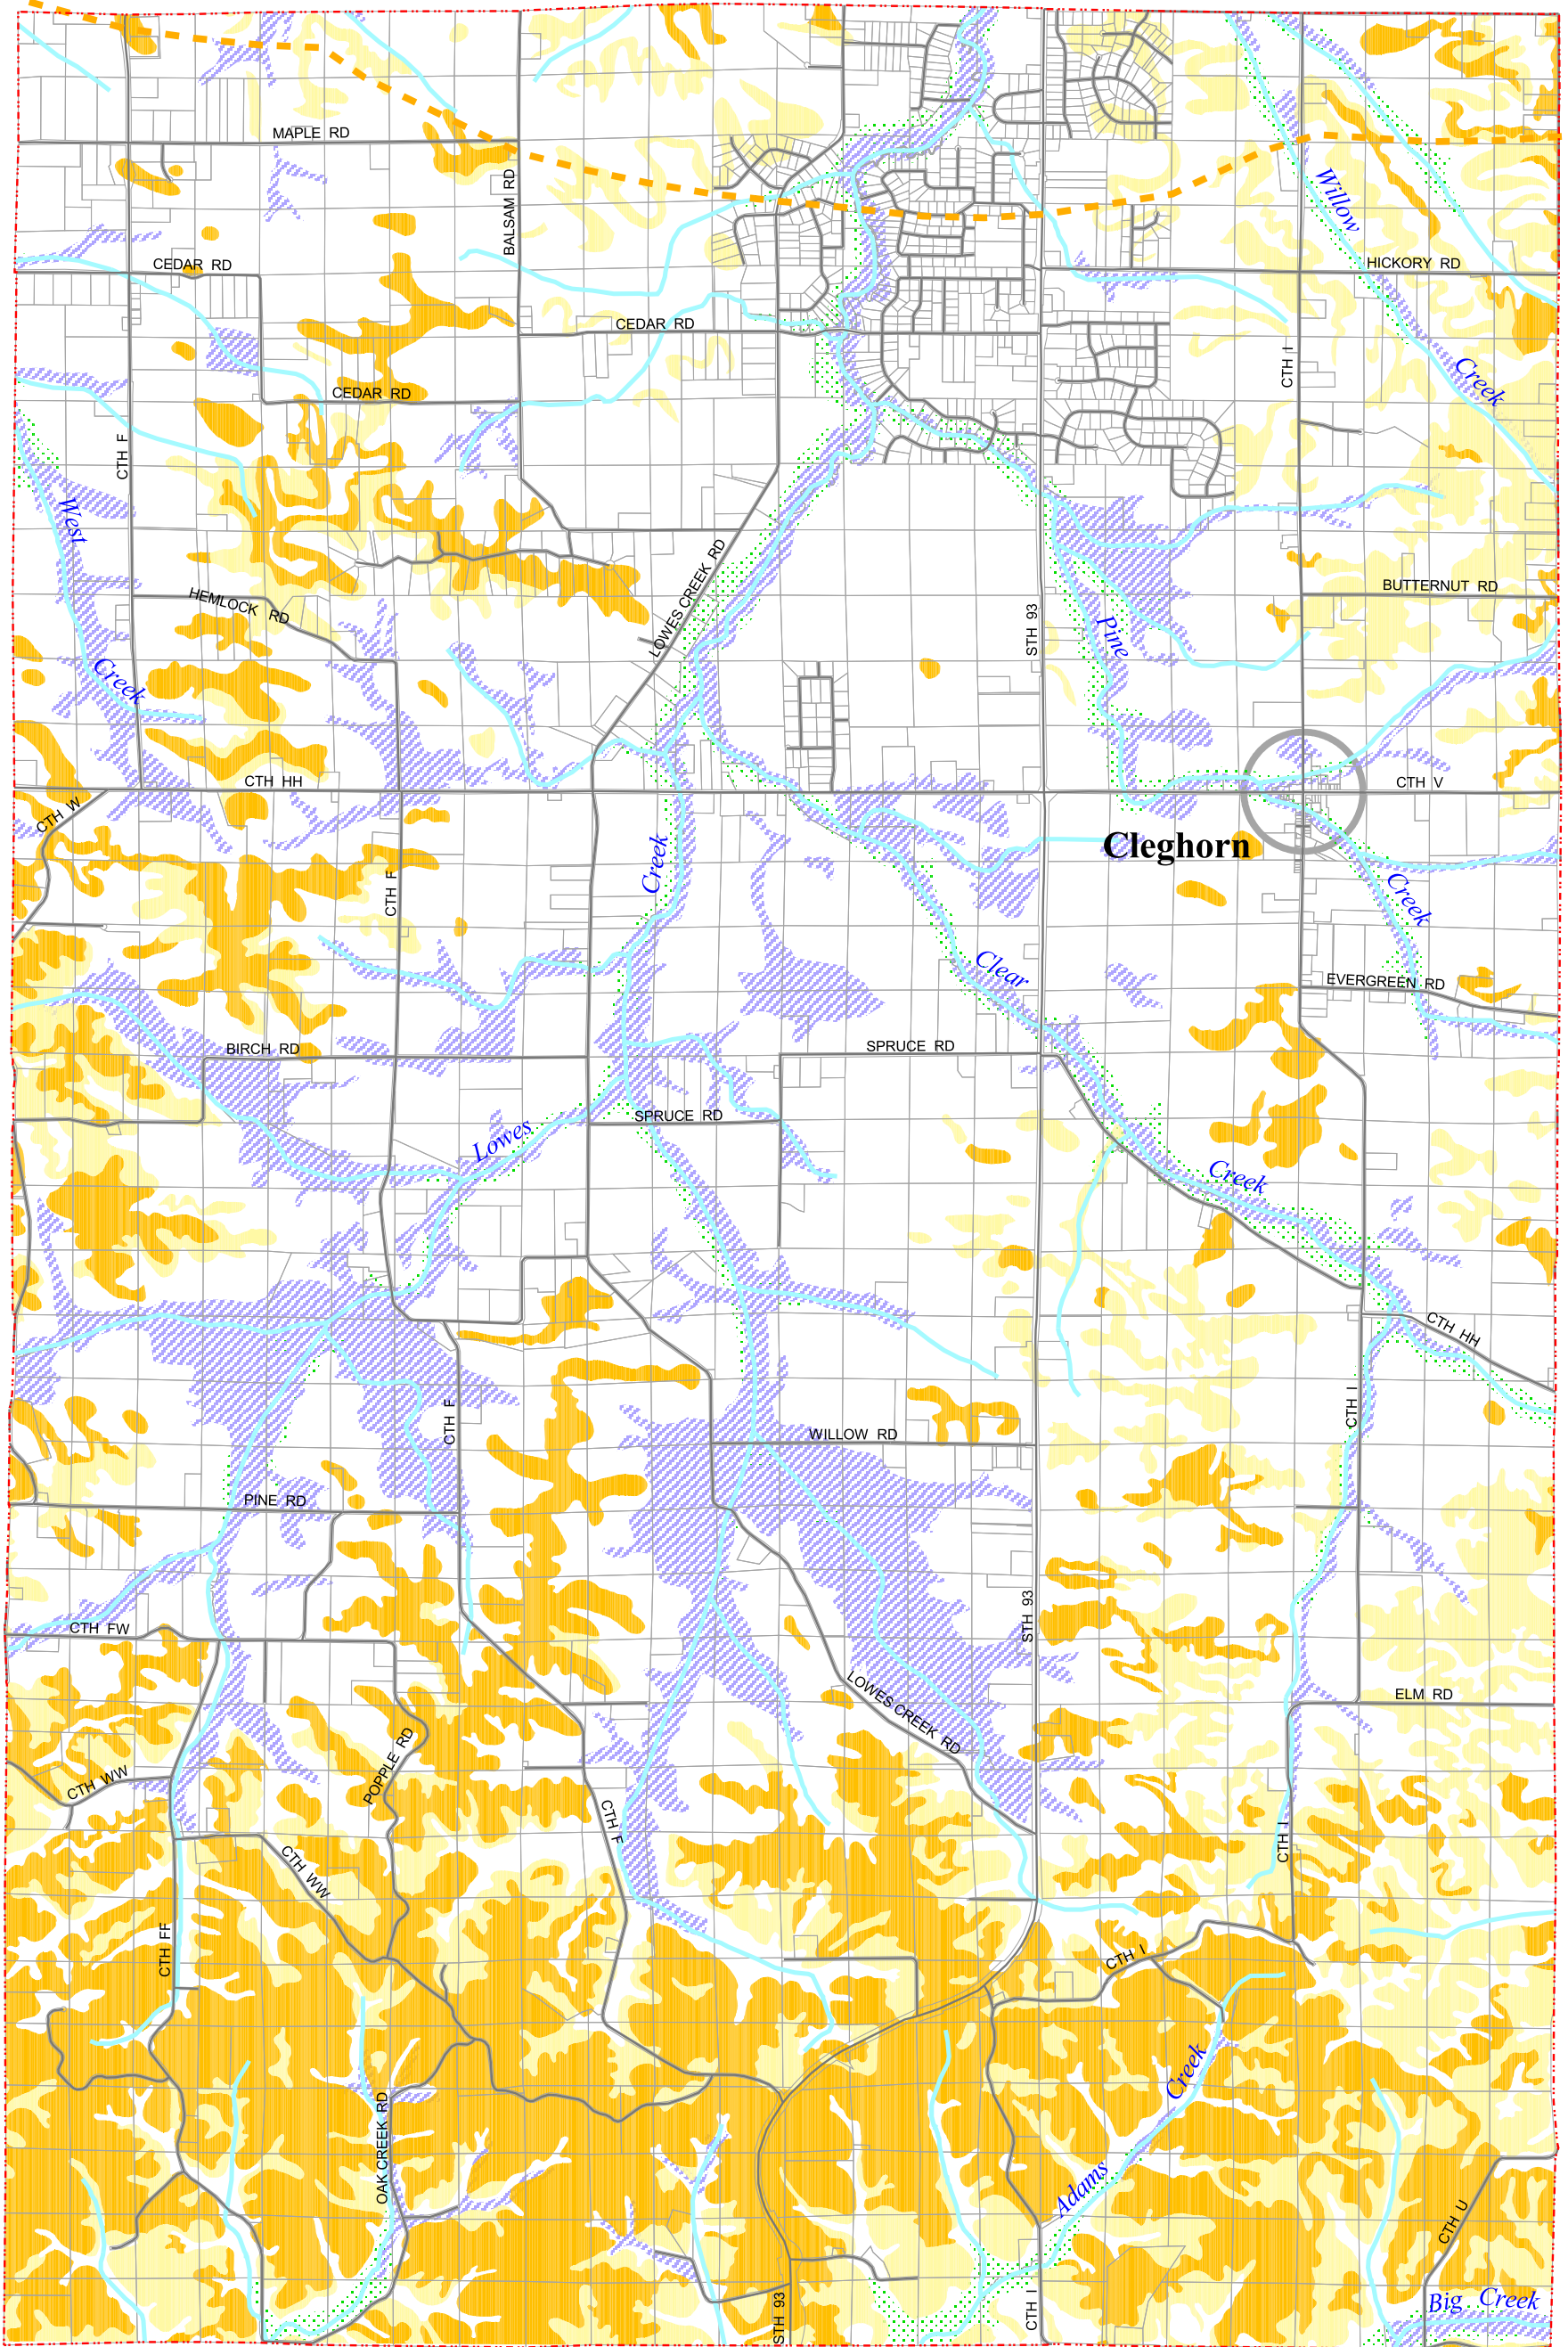 MAPLE RD
BALSAM RD
Willow
CEDAR RD
HICKORY RD
CEDAR RD
CTH I
Creek
CEDAR RD
CTH F
West
LOWES CREEK RD
BUTTERNUT RD
HEMLOCK RD
STH 93
Pine
Creek
CTH HH
CTH V
CTH W
Cleghorn
Creek
CTH F
Creek
Clear
EVERGREEN RD
BIRCH RD
SPRUCE RD
SPRUCE RD
Lowes
Creek
CTH HH
CTH F
CTH I
WILLOW RD
PINE RD
STH 93
CTH FW
LOWES CREEK RD
ELM RD
POPPLE RD
CTH WW
CTH F
CTH I
CTH WW
CTH FF
CTH I
Creek
OAK CREEK RD
Adams
CTH U
STH 93
CTH I
Big Creek